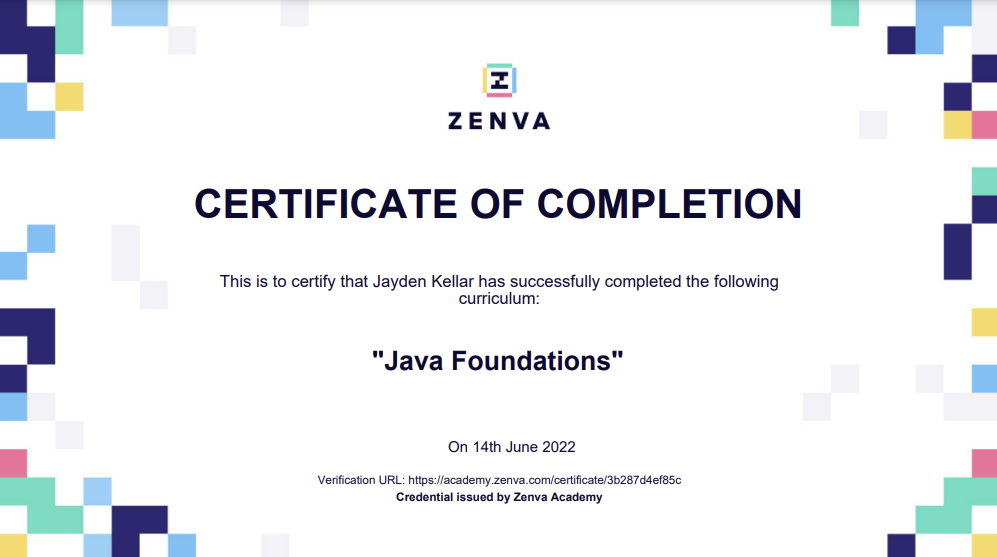 ZENVA
CERTIFICATE OF COMPLETION
This is to certify that Jayden Kellar has successfully completed the following
curriculum:
"Java Foundations"
On 14th June 2022
Verification URL: https://academy.zenva.com/certificate/3b287d4ef85c
Credential issued by Zenva Academy